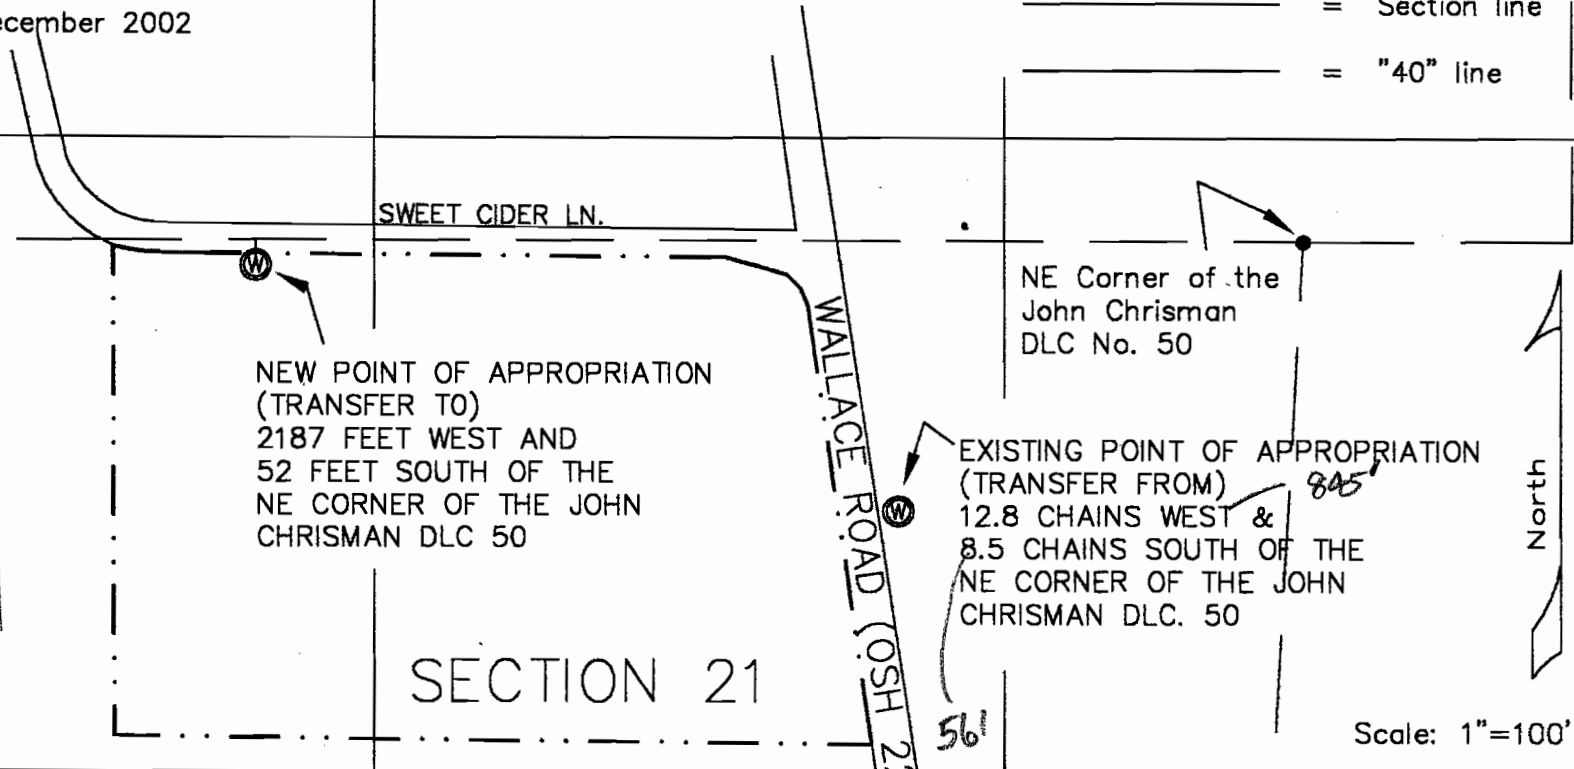 ecember 2002
= Section line
= "40" line
SWEET CIDER LN.
NE Corner of the
John Chrisman
DLC No. 50
W
NEW POINT OF APPROPRIATION
(TRANSFER TO)
2187 FEET WEST AND
52 FEET SOUTH OF THE
NE CORNER OF THE JOHN
CHRISMAN DLC 50
WALLACE ROAD (OSH 2
W
EXISTING POINT OF APPROPRIATION
(TRANSFER FROM) 845'
12.8 CHAINS WEST &
8.5 CHAINS SOUTH OF THE
NE CORNER OF THE JOHN
CHRISMAN DLC. 50
561
North
SECTION 21
Scale: 1"=100'